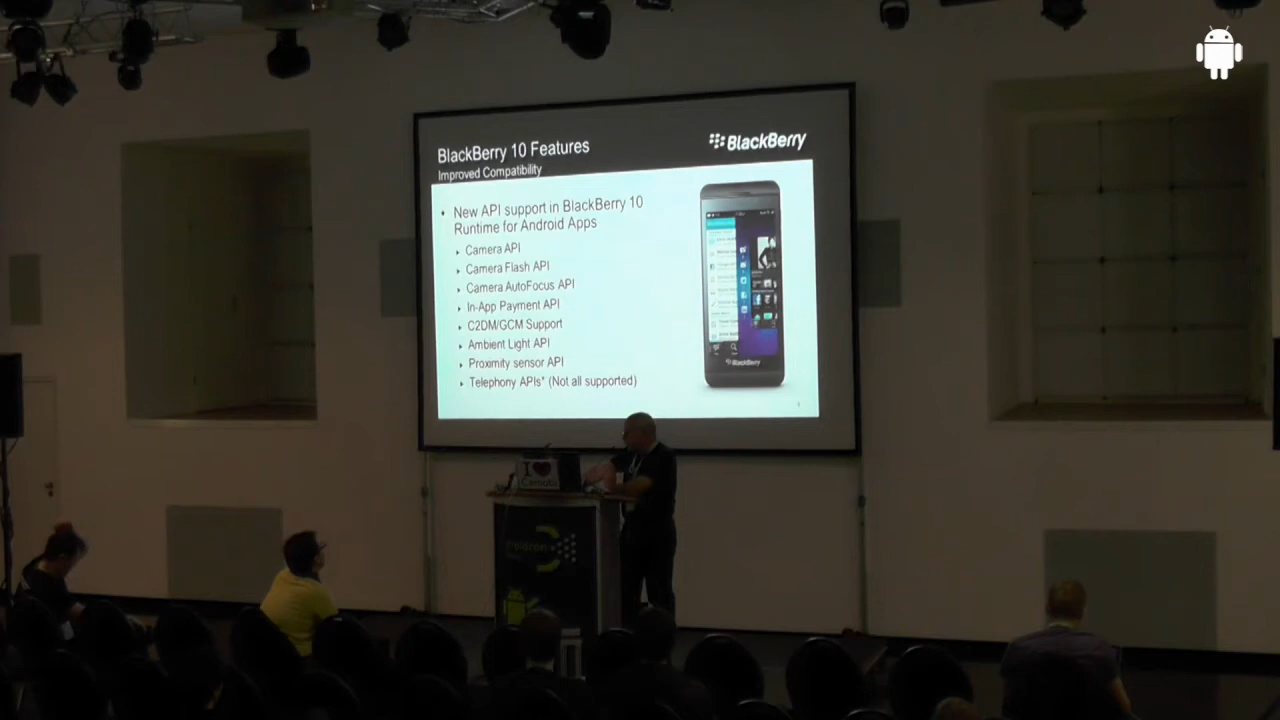 BlackBerry 10 Features
BlackBerry
Improved Compatibility
• New API support in BlackBerry 10
Runtime for Android Apps
▸ Camera API
▸ Camera Flash API
▸ Camera AutoFocus API
▸ In-App Payment API
▸ C2DM/GCM Support
▸ Ambient Light API
▸ Proximity sensor API
▸ Telephony APIs* (Not all supported)
BlackBerry
I ♥